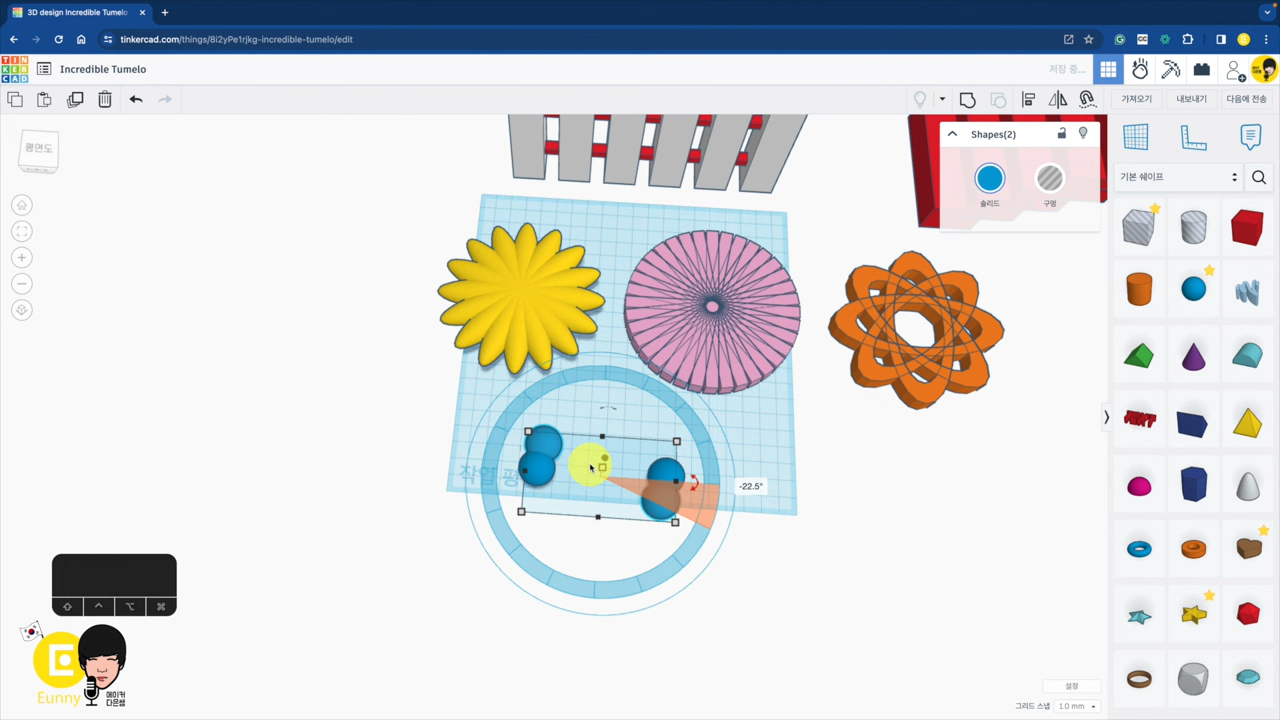 3D design Incredible Tumelo
tinkercad.com/things/8i2yPe1rjkg-incredible-tumelo/edit
TIN
KER
CAD
Incredible Tumelo
저장 중...
가져오기
내보내기
다음에 전송
평면도
Shapes(2)
솔리드
구멍
기본 쉐이프
작업 평
-22.5°
설정
그리드 스냅
1.0 mm
Eunny
메이커
다은쌤